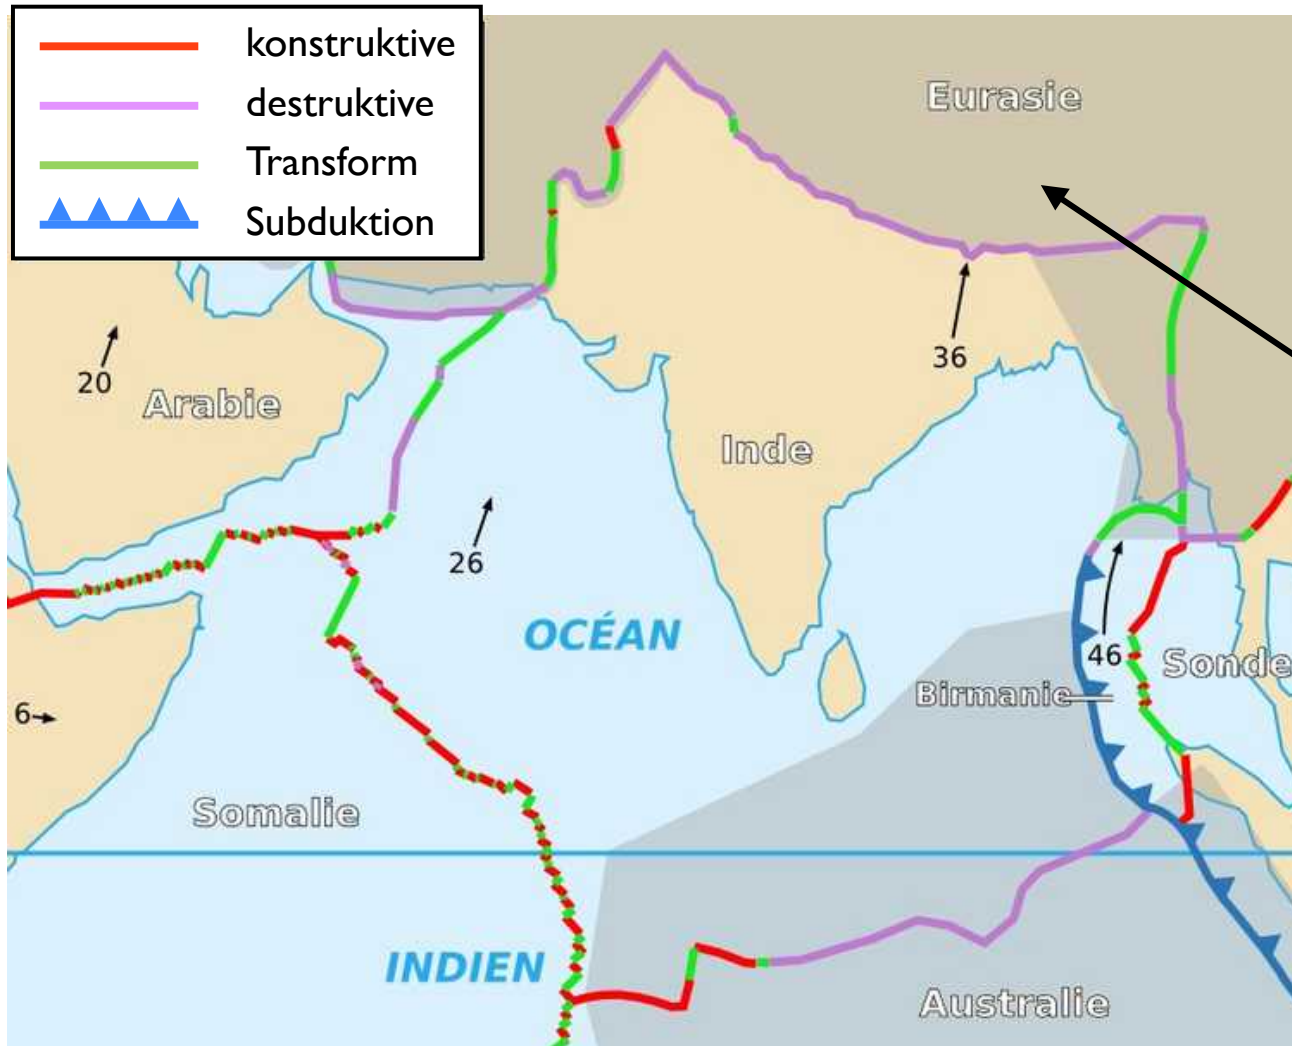 konstruktive
destruktive
Transform
Subduktion
Eurasie
20
Arabie
36
Inde
26
OCÉAN
46
Sonde
Birmanie
6
Somalie
INDIEN
Australie